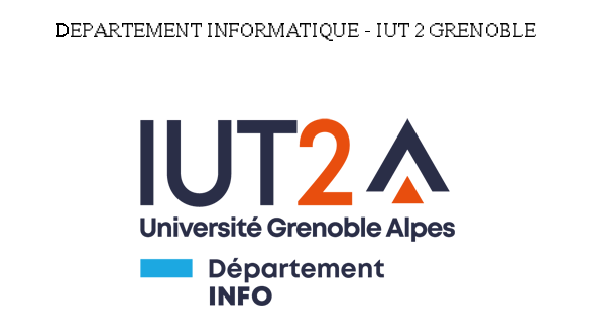 DEPARTEMENT INFORMATIQUE - IUT 2 GRENOBLE
IUT2
Université Grenoble Alpes
Département
INFO